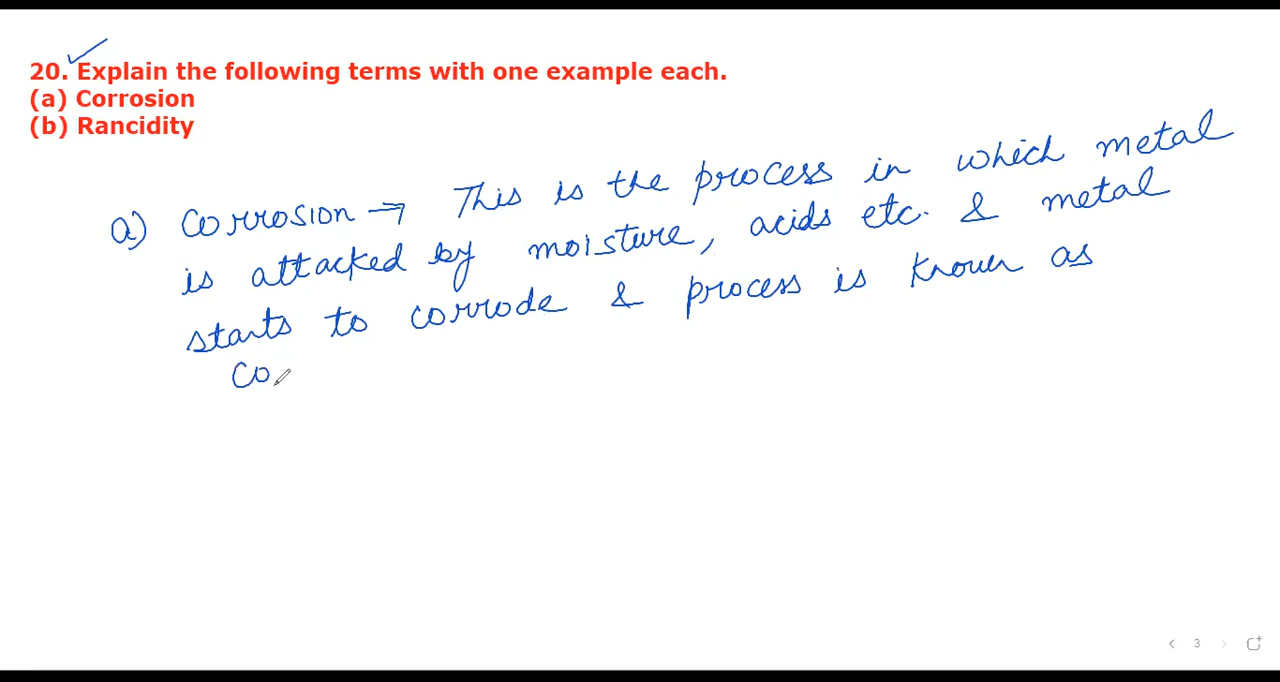 20. Explain the following terms with one example each.
(a) Corrosion
(b) Rancidity
a) Corrosion → This is the process in which metal
is attacked by moisture, acids etc. & metal
starts to corrode & process is known as
Co
3